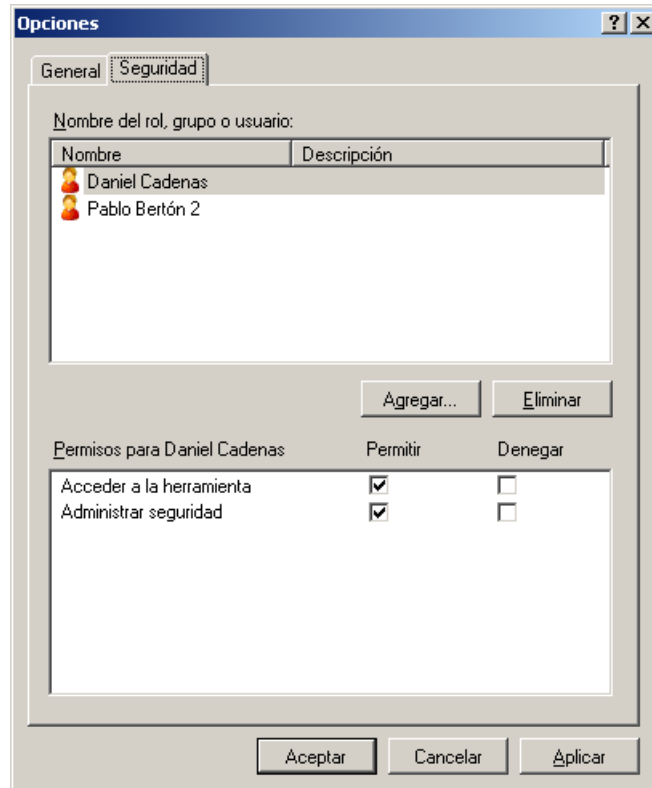 Opciones
General Seguridad
Nombre del rol, grupo o usuario:
Nombre Descripción
Daniel Cadenas
Pablo Bertón 2
Agregar... Eliminar
Permisos para Daniel Cadenas Permitir Denegar
Acceder a la herramienta
Administrar seguridad
Aceptar Cancelar Aplicar